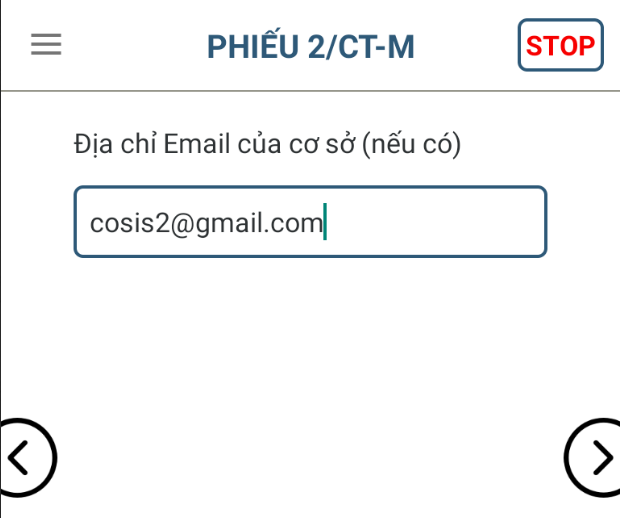 PHIẾU 2/CT-M
STOP
Địa chỉ Email của cơ sở (nếu có)
cosis2@gmail.com